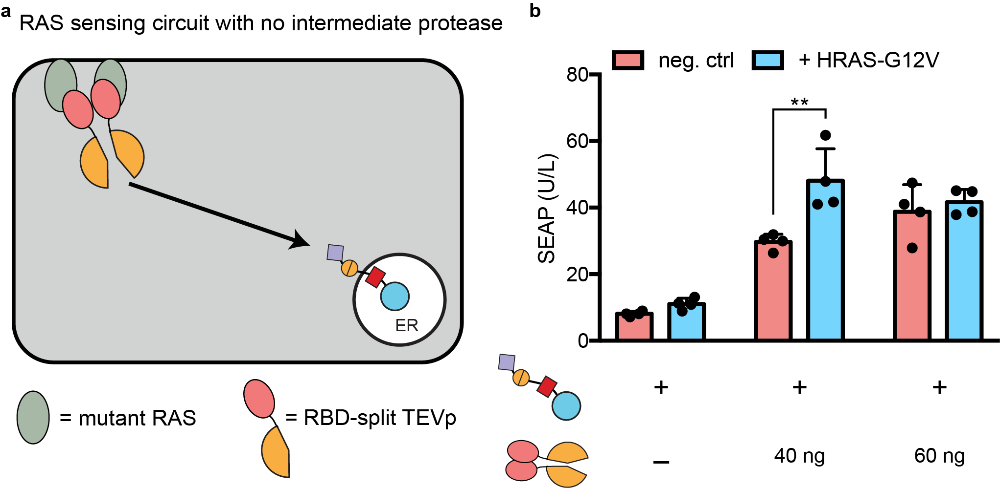 a
RAS sensing circuit with no intermediate protease
ER
= mutant RAS
= RBD-split TEVp
b
neg. ctrl
+ HRAS-G12V
SEAP (U/L)
80
60
40
20
0
**
+ + +
– 40 ng 60 ng